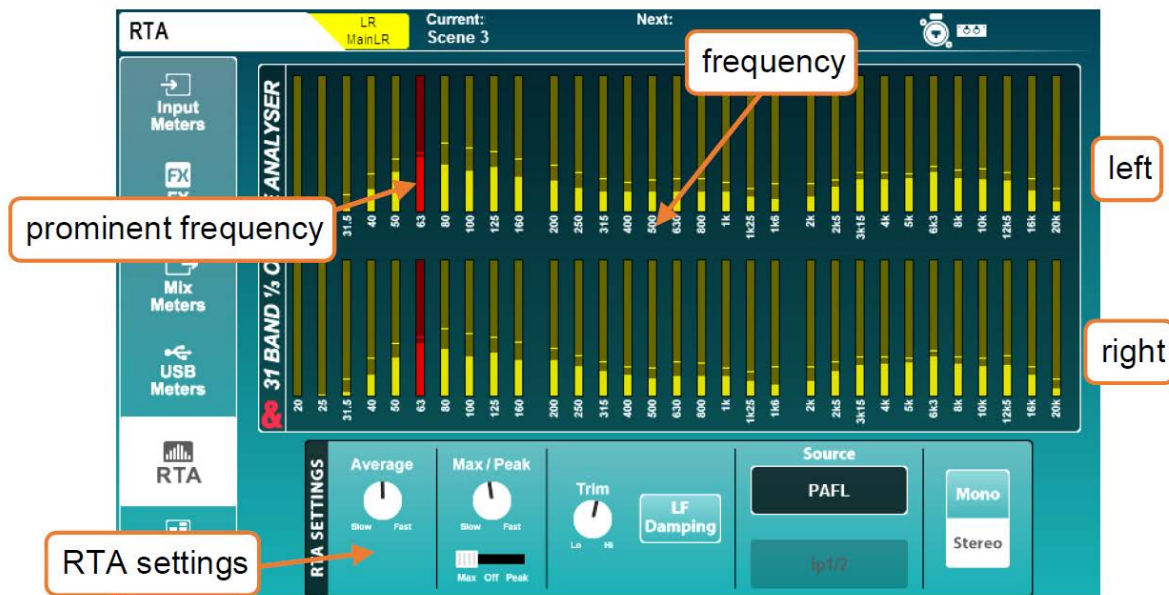 RTA
LR
MainLR
Current:
Scene 3
Next:
frequency
Input
Meters
FX
prominent frequency
Mix
Meters
USB
Meters
RTA
RTA settings
31.5 40 50 63 80 100 125 160 200 250 315 400 500 630 800 1k 1k25 1k6 2k 2k5 3k15 4k 5k 6k3 8k 10k 12k5 16k 20k
left
& 31 BAND ⅓ O
E ANALYSER
20 25 31.5 40 50 63 80 100 125 160 200 250 315 400 500 630 800 1k 1k25 1k6 2k 2k5 3k15 4k 5k 6k3 8k 10k 12k5 16k 20k
right
RTA SETTINGS
Average
Slow Fast
Max / Peak
Slow Fast
Max Off Peak
Trim
Lo Hi
LF
Damping
Source
PAFL
ip1/2
Mono
Stereo